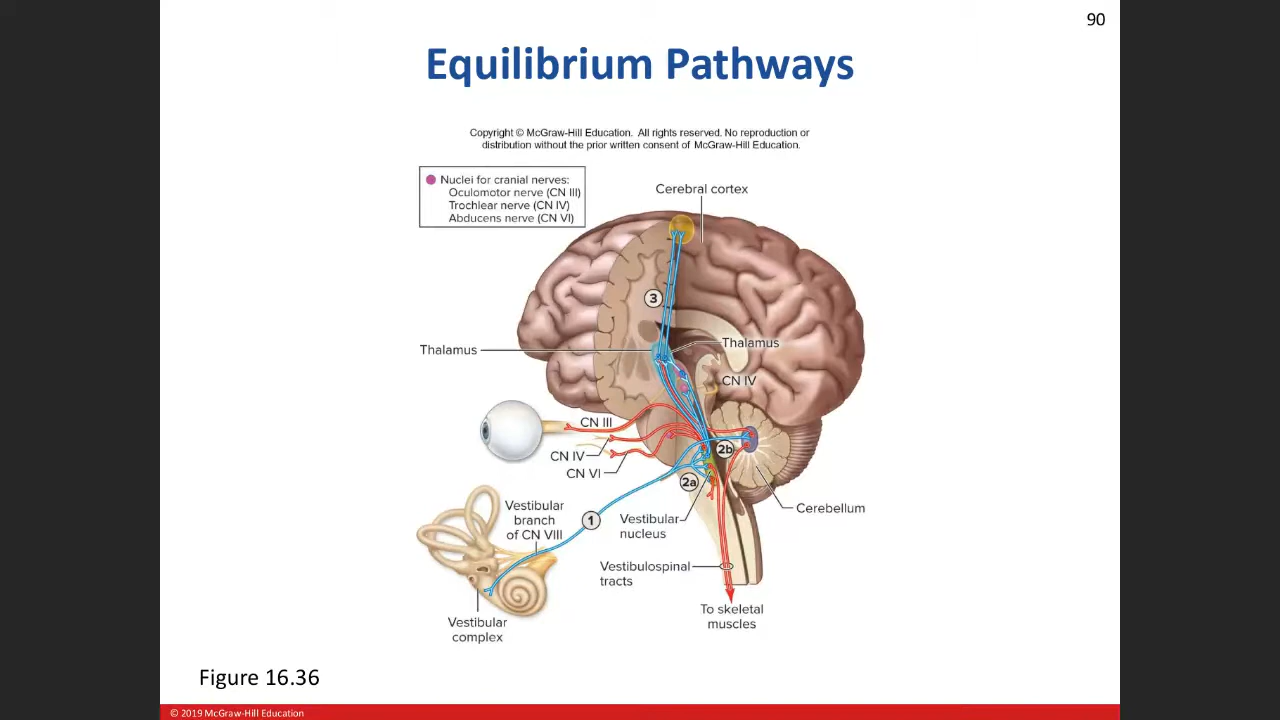 90
Equilibrium Pathways
Copyright © McGraw-Hill Education. All rights reserved. No reproduction or
distribution without the prior written consent of McGraw-Hill Education.
Nuclei for cranial nerves:
Oculomotor nerve (CN III)
Trochlear nerve (CN IV)
Abducens nerve (CN VI)
Cerebral cortex
3
Thalamus
Thalamus
CN IV
CN III
CN IV
CN VI
2b
2a
Vestibular
branch
of CN VIII
1
Vestibular
nucleus
Cerebellum
Vestibulospinal
tracts
To skeletal
muscles
Vestibular
complex
Figure 16.36
© 2019 McGraw-Hill Education